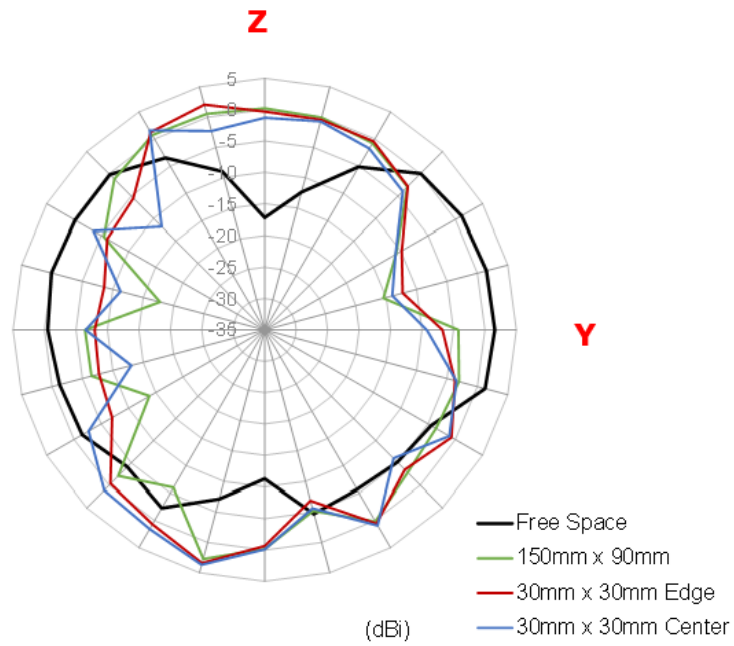 Z
5
0
-5
-10
-15
-20
-25
-30
-35
Y
Free Space
150mm x 90mm
30mm x 30mm Edge
30mm x 30mm Center
(dBi)